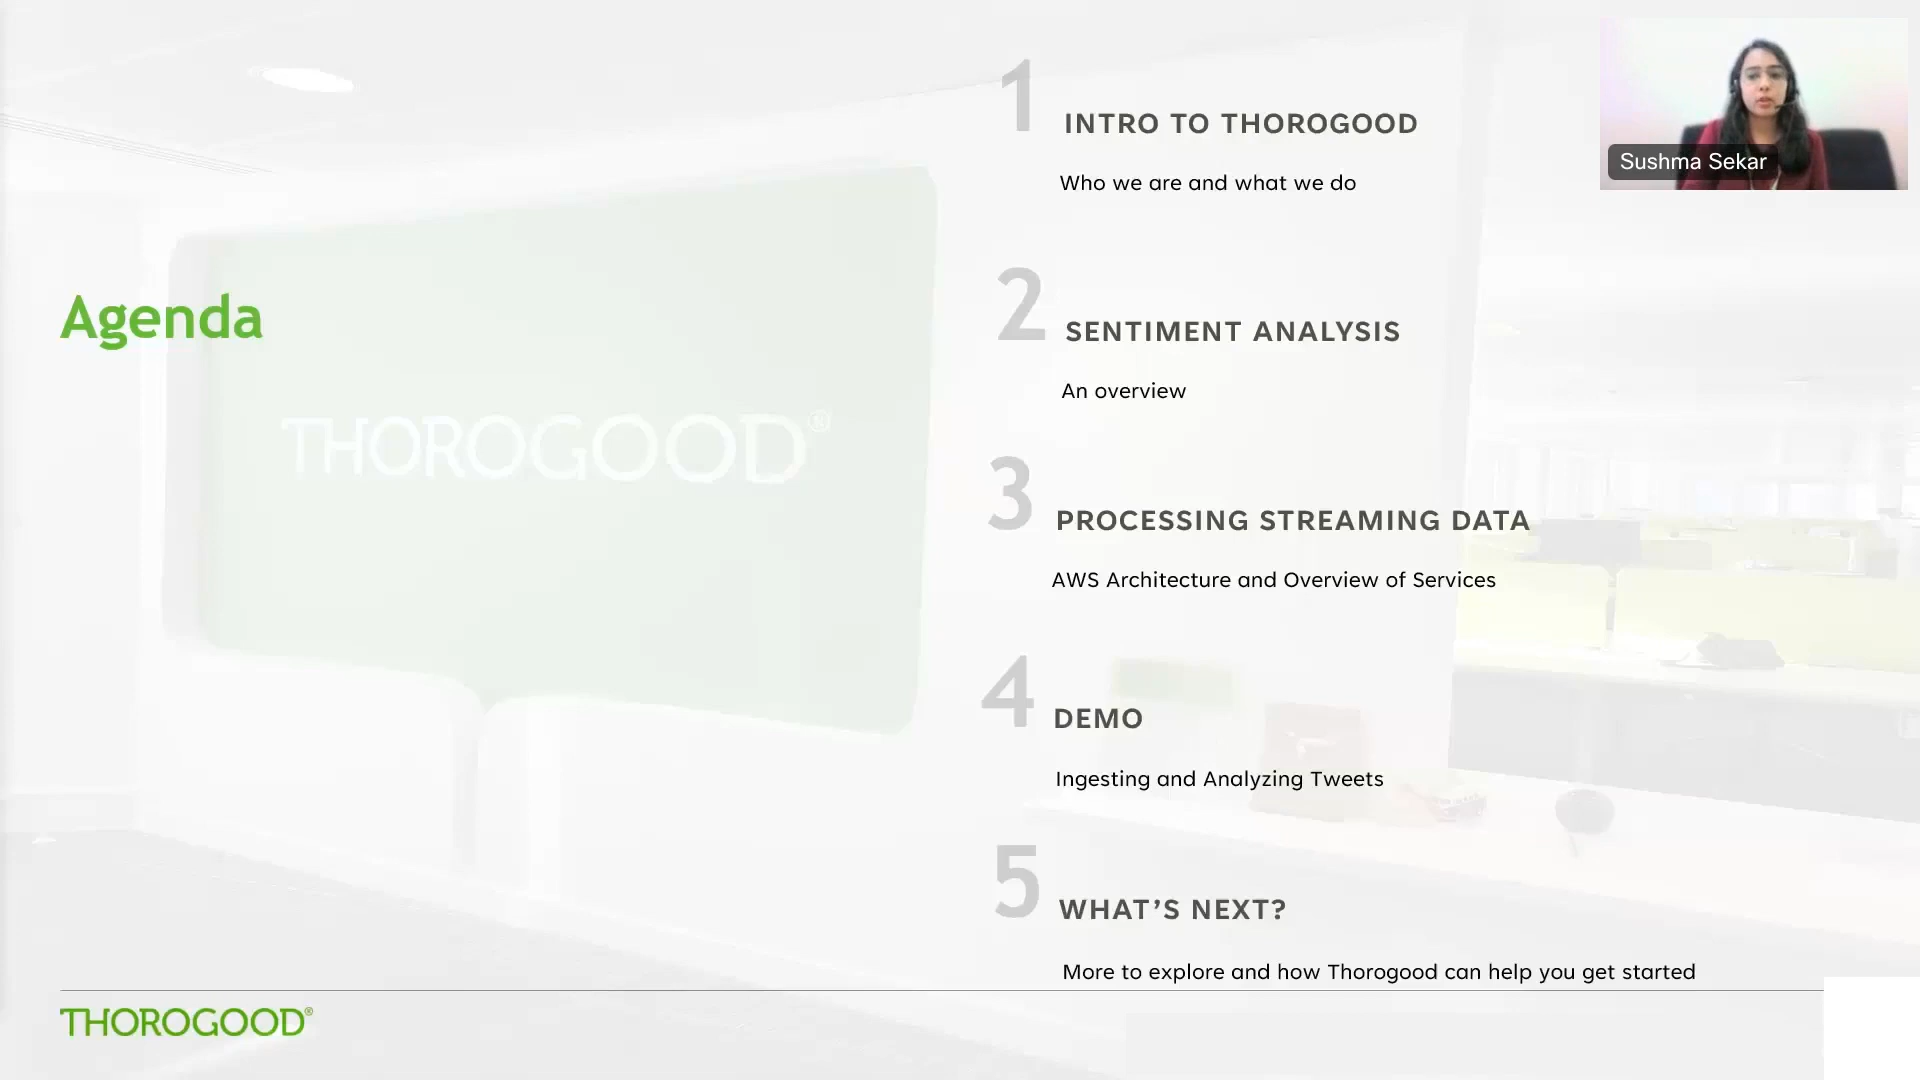 Agenda
THOROGOOD®
1
INTRO TO THOROGOOD
Who we are and what we do
2
SENTIMENT ANALYSIS
An overview
3
PROCESSING STREAMING DATA
AWS Architecture and Overview of Services
4
DEMO
Ingesting and Analyzing Tweets
5
WHAT’S NEXT?
More to explore and how Thorogood can help you get started
Sushma Sekar
THOROGOOD®